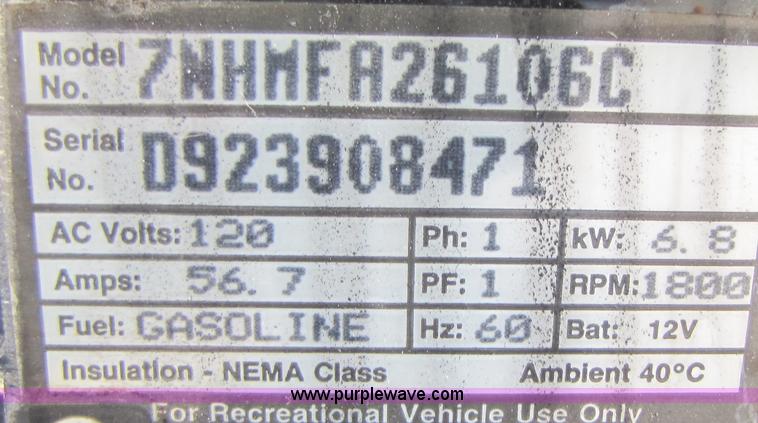 Model No. 7NHMFA26106C
Serial No. D923908471
AC Volts: 120 Ph: 1 kW: 6.8
Amps: 56.7 PF: 1 RPM: 1800
Fuel: GASOLINE Hz: 60 Bat: 12V
Insulation - NEMA Class Ambient 40°C
www.purplewave.com
For Recreational Vehicle Use Only